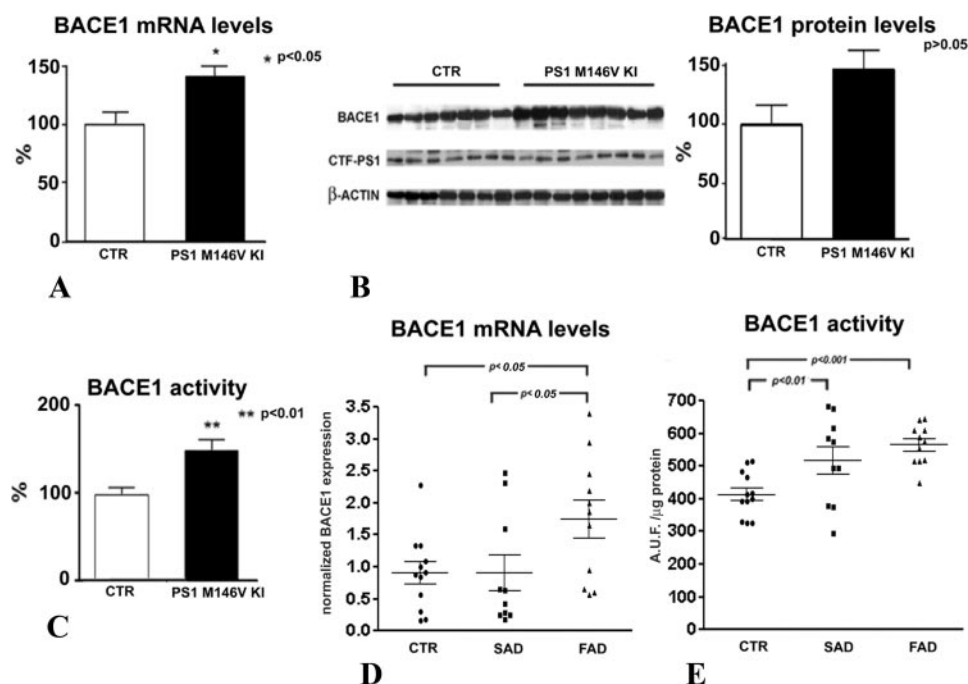 BACE1 mRNA levels
* p<0.05
*
150
100
50
0
%
CTR PS1 M146V KI
A
CTR PS1 M146V KI
BACE1
CTF-PS1
β-ACTIN
B
BACE1 protein levels
p>0.05
150
100
50
0
%
CTR PS1 M146V KI
BACE1 activity
** p<0.01
**
200
100
0
%
CTR PS1 M146V KI
C
BACE1 mRNA levels
p<0.05
p<0.05
3.5
3.0
2.5
2.0
1.5
1.0
0.5
0.0
normalized BACE1 expression
CTR SAD FAD
D
BACE1 activity
p<0.001
p<0.01
700
600
500
400
300
200
100
0
A.U.F. /µg protein
CTR SAD FAD
E